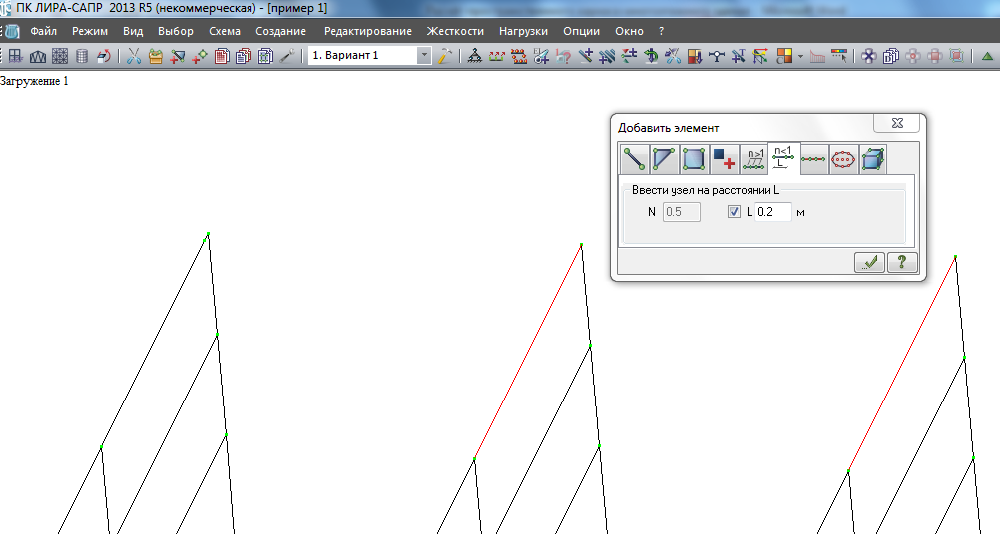 ПК ЛИРА-САПР 2013 R5 (некоммерческая) - [пример 1]
Файл Режим Вид Выбор Схема Создание Редактирование Жесткости Нагрузки Опции Окно ?
1. Вариант 1
Загружение 1
Добавить элемент
n>1
n<1
L
Ввести узел на расстоянии L
N 0.5 L 0.2 м
?